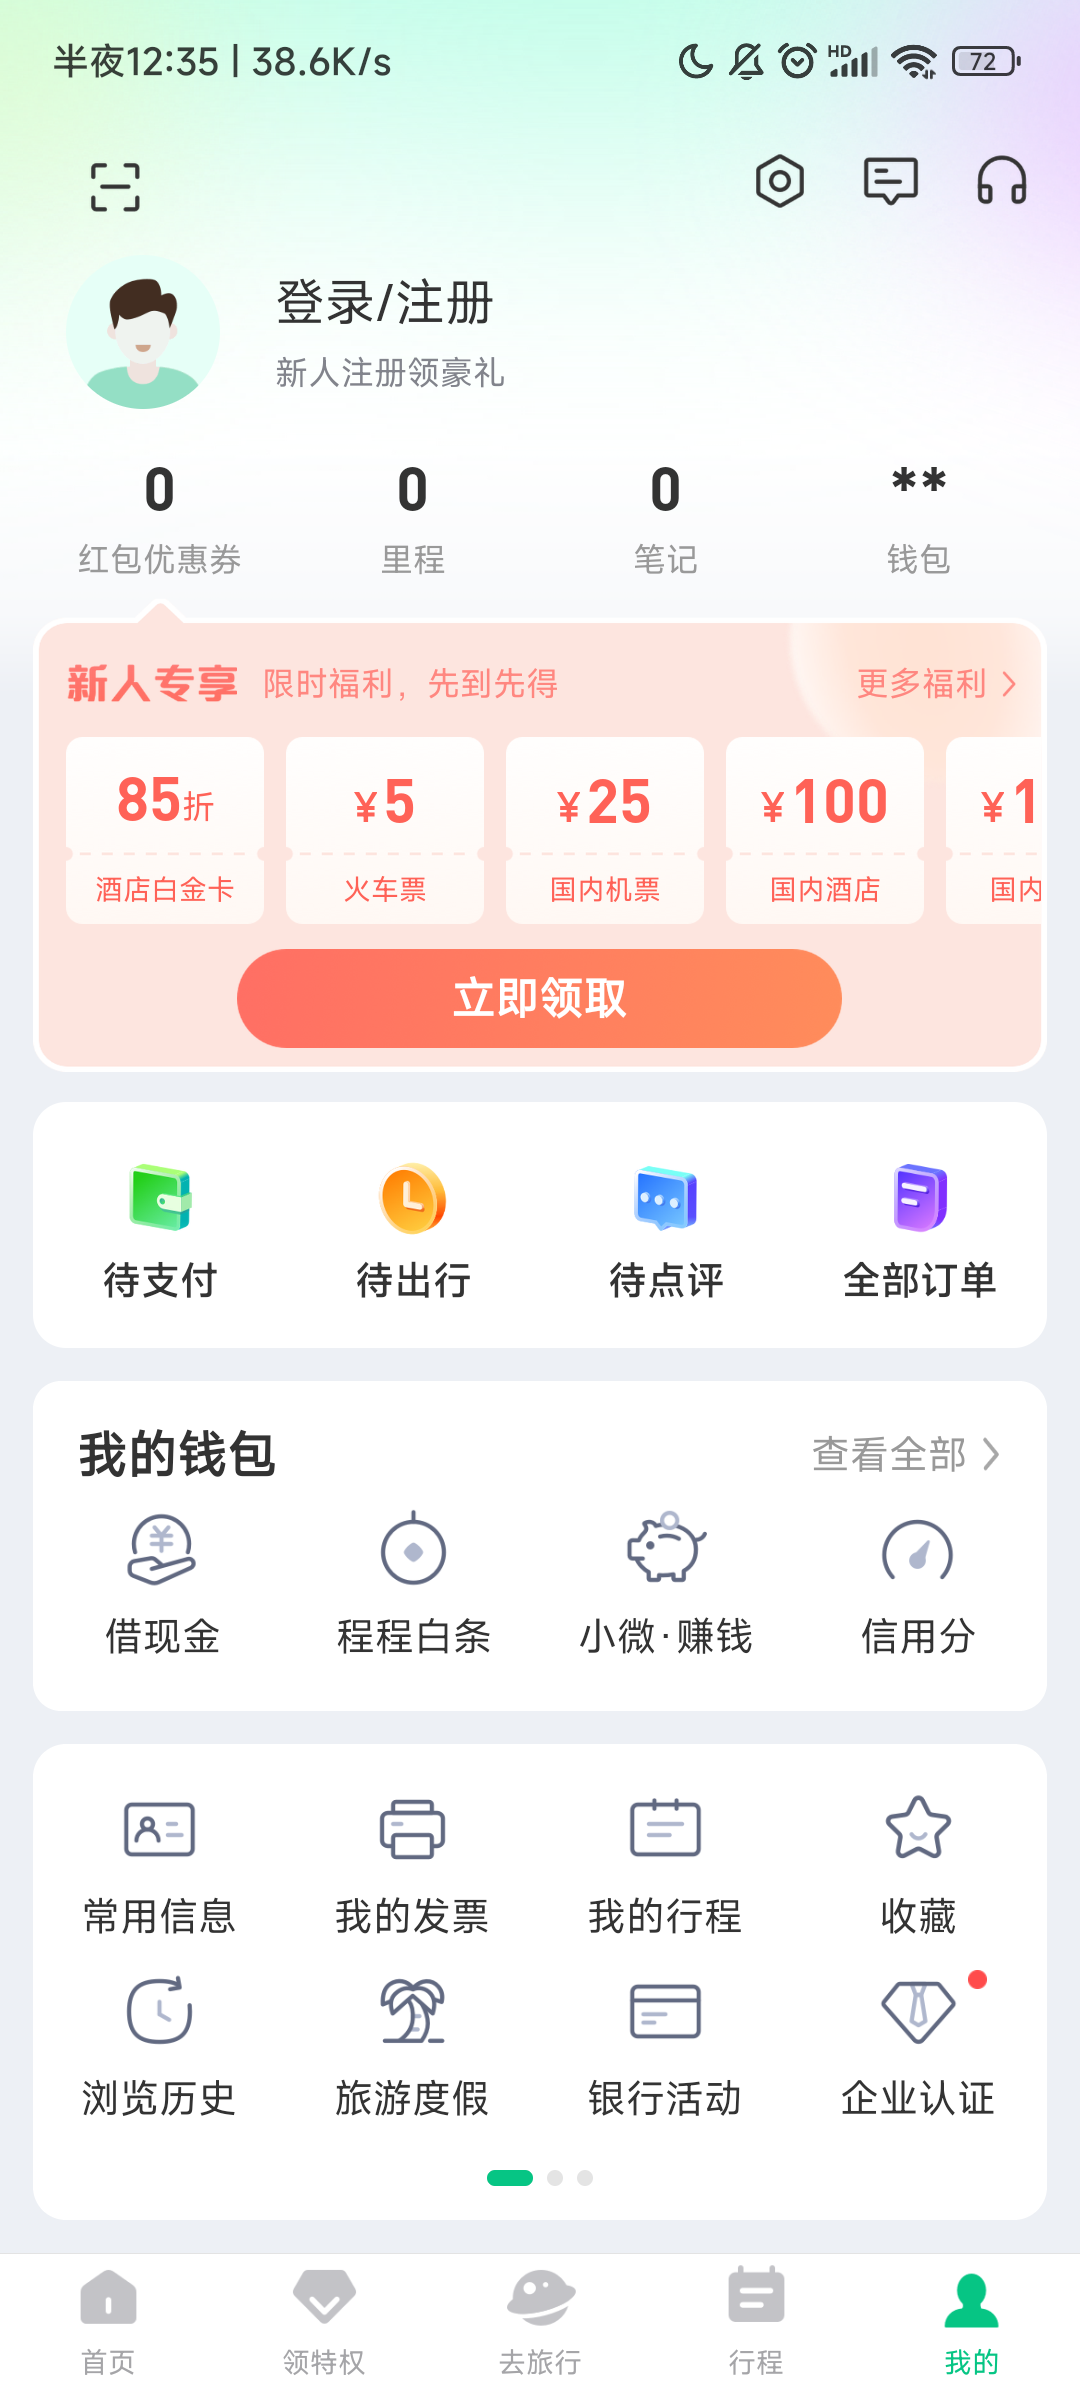 半夜12:35 | 38.6K/s
HD
72
登录/注册
新人注册领豪礼
0 0 0 **
红包优惠券 里程 笔记 钱包
新人专享 限时福利，先到先得 更多福利
85折 ¥5 ¥25 ¥100 ¥1
酒店白金卡 火车票 国内机票 国内酒店 国内
立即领取
待支付 待出行 待点评 全部订单
我的钱包 查看全部
借现金 程程白条 小微·赚钱 信用分
常用信息 我的发票 我的行程 收藏
浏览历史 旅游度假 银行活动 企业认证
首页 领特权 去旅行 行程 我的